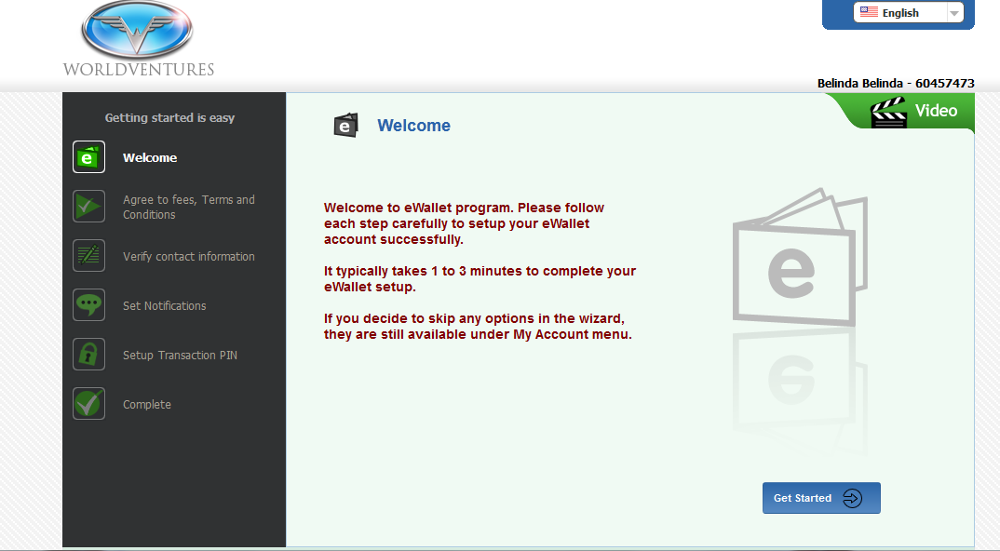 English
WORLDVENTURES
Belinda Belinda - 60457473
Getting started is easy
Welcome
Agree to fees, Terms and
Conditions
Verify contact information
Set Notifications
Setup Transaction PIN
Complete
e
Welcome
Video
Welcome to eWallet program. Please follow
each step carefully to setup your eWallet
account successfully.
It typically takes 1 to 3 minutes to complete your
eWallet setup.
If you decide to skip any options in the wizard,
they are still available under My Account menu.
e
Get Started